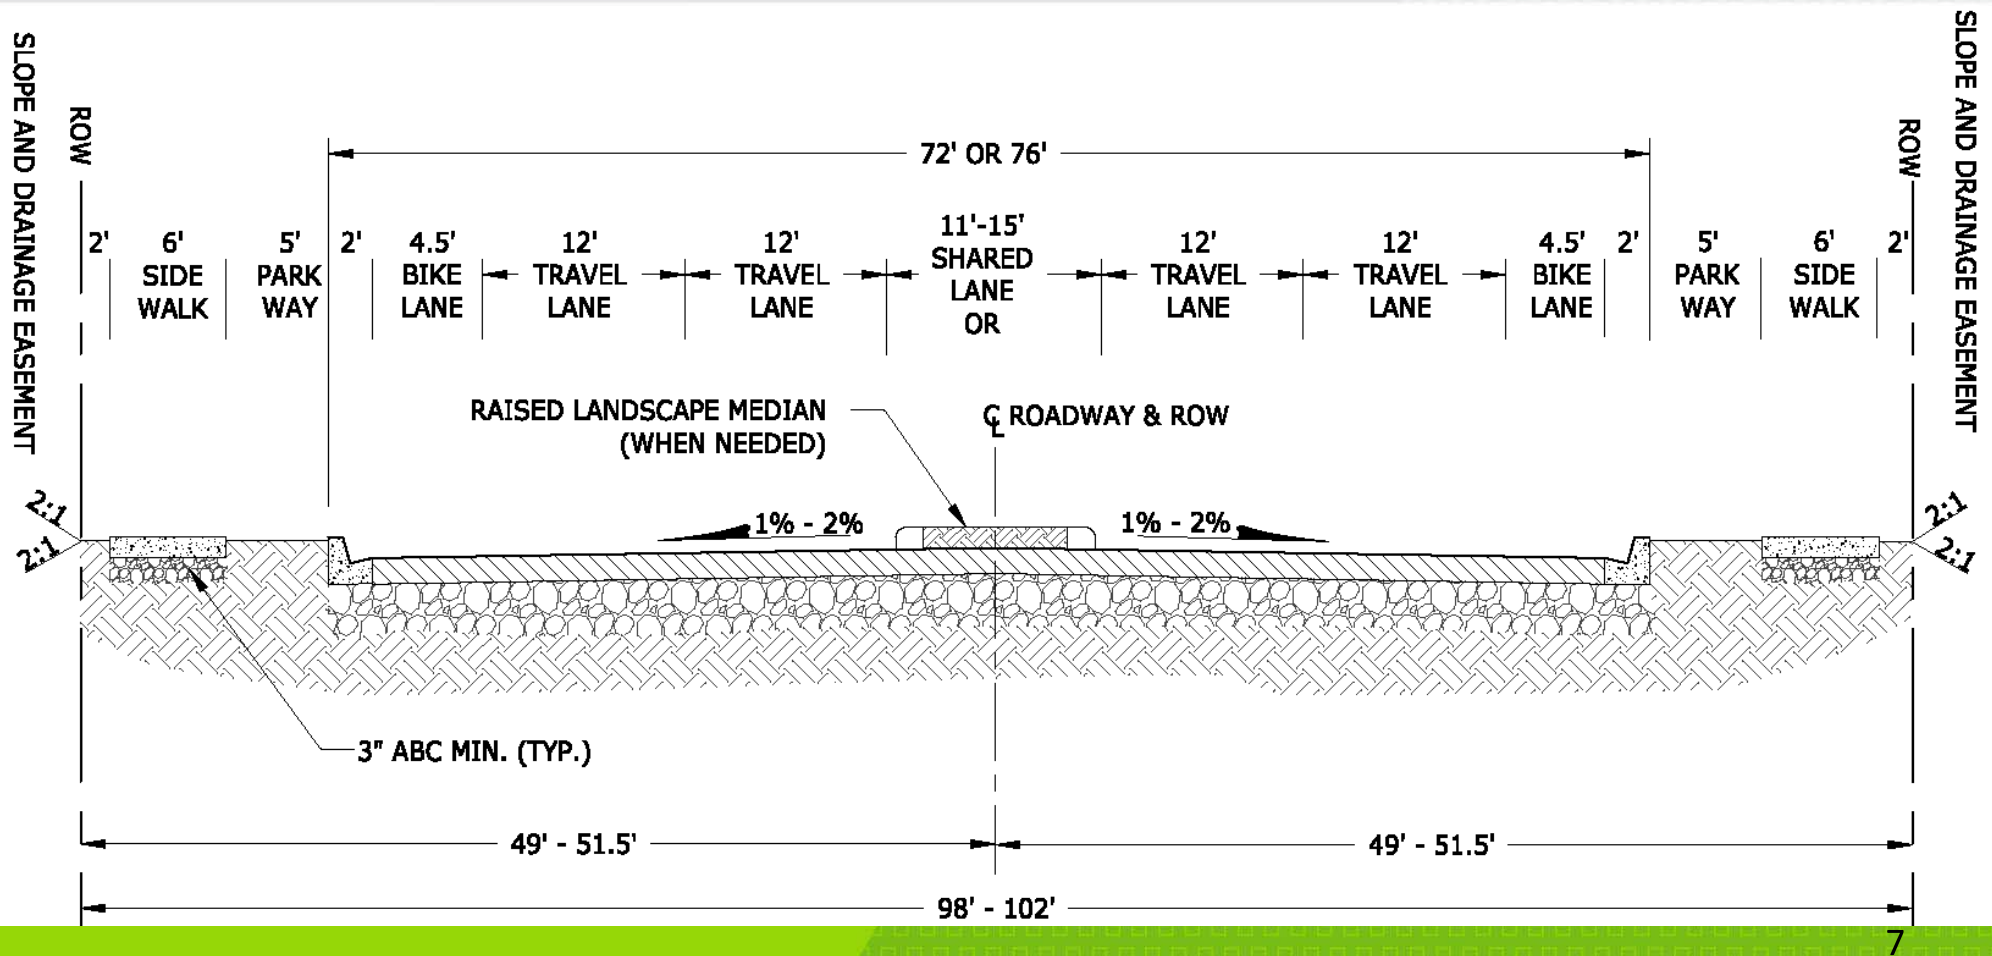 SLOPE AND DRAINAGE EASEMENT
ROW
72' OR 76'
ROW
SLOPE AND DRAINAGE EASEMENT
2'
6'
SIDE
WALK
5'
PARK
WAY
2'
4.5'
BIKE
LANE
12'
TRAVEL
LANE
12'
TRAVEL
LANE
11'-15'
SHARED
LANE
OR
12'
TRAVEL
LANE
12'
TRAVEL
LANE
4.5'
BIKE
LANE
2'
5'
PARK
WAY
6'
SIDE
WALK
2'
RAISED LANDSCAPE MEDIAN
(WHEN NEEDED)
CL ROADWAY & ROW
2:1
2:1
1% - 2%
1% - 2%
2:1
2:1
3" ABC MIN. (TYP.)
49' - 51.5'
49' - 51.5'
98' - 102'
7